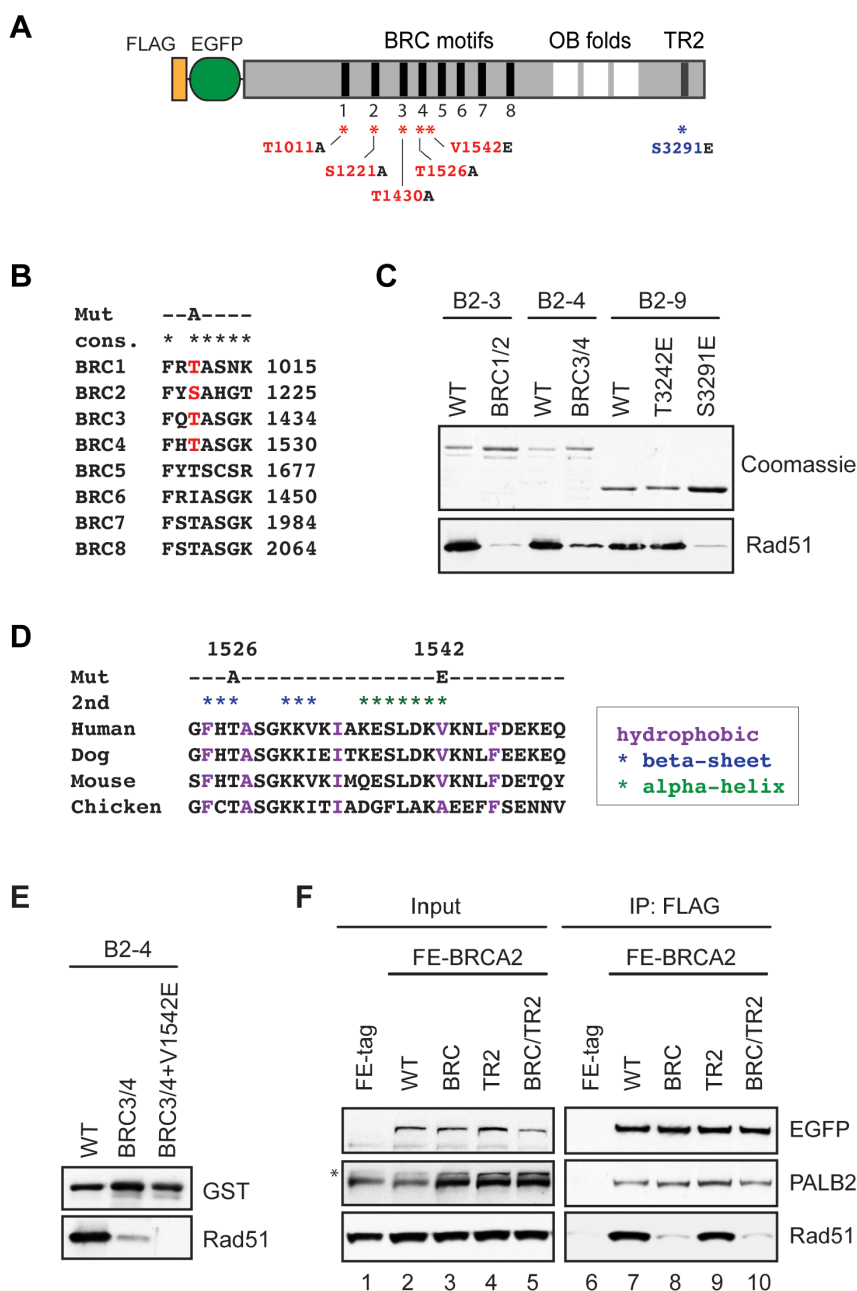 A
FLAG EGFP BRC motifs OB folds TR2
1 2 3 4 5 6 7 8
* * * ** *
T1011A V1542E S3291E
S1221A T1526A
T1430A
B
Mut --A----
cons. * *****
BRC1 FRTASNK 1015
BRC2 FYSAHGT 1225
BRC3 FQTASGK 1434
BRC4 FHTASGK 1530
BRC5 FYTSCSR 1677
BRC6 FRIASGK 1450
BRC7 FSTASGK 1984
BRC8 FSTASGK 2064
C
B2-3 B2-4 B2-9
WT BRC1/2 WT BRC3/4 WT T3242E S3291E
Coomassie
Rad51
D
1526 1542
Mut ---A---------------E---------
2nd *** *** *******
Human GFHTASGKKVKIAKESLDKVKNLFDEKEQ
Dog GFHTASGKKIEITKESLDKVKNLFEEKEQ
Mouse SFHTASGKKVKIMQESLDKVKNLFDETQY
Chicken GFCTASGKKITIADGFLAKAEEFFSENNV
hydrophobic
* beta-sheet
* alpha-helix
E
B2-4
WT BRC3/4 BRC3/4+V1542E
GST
Rad51
F
Input IP: FLAG
FE-BRCA2 FE-BRCA2
FE-tag WT BRC TR2 BRC/TR2 FE-tag WT BRC TR2 BRC/TR2
EGFP
* PALB2
Rad51
1 2 3 4 5 6 7 8 9 10